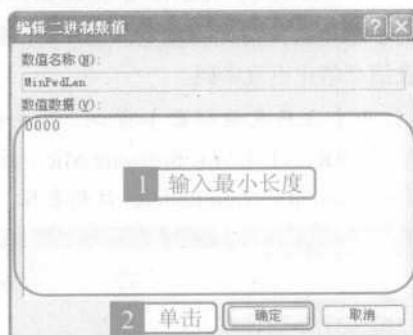 编辑二进制数值
数值名称(N):
MinPwdLen
数值数据(V):
0000
1 输入最小长度
2 单击 确定 取消